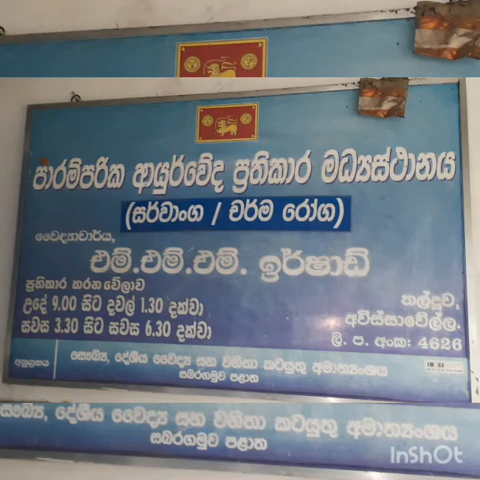 පාරම්පරික ආයුර්වේද ප්‍රතිකාර මධ්‍යස්ථානය
(සර්වාංග / චර්ම රෝග)
වෛද්‍යාචාර්ය,
එම්.එම්.එම්. ඉර්ෂාඩ්
ප්‍රතිකාර කරන වේලාව
උදේ 9.00 සිට දවල් 1.30 දක්වා
සවස 3.30 සිට සවස 6.30 දක්වා
තල්දූව,
අවිස්සාවේල්ල.
ලි. ප. අංක: 4626
අනුග්‍රහය
සෞඛ්‍ය, දේශීය වෛද්‍ය සහ වනිතා කටයුතු අමාත්‍යංශය
සබරගමුව පළාත
සෞඛ්‍ය, දේශීය වෛද්‍ය සහ වනිතා කටයුතු අමාත්‍යංශය
සබරගමුව පළාත
InShOt